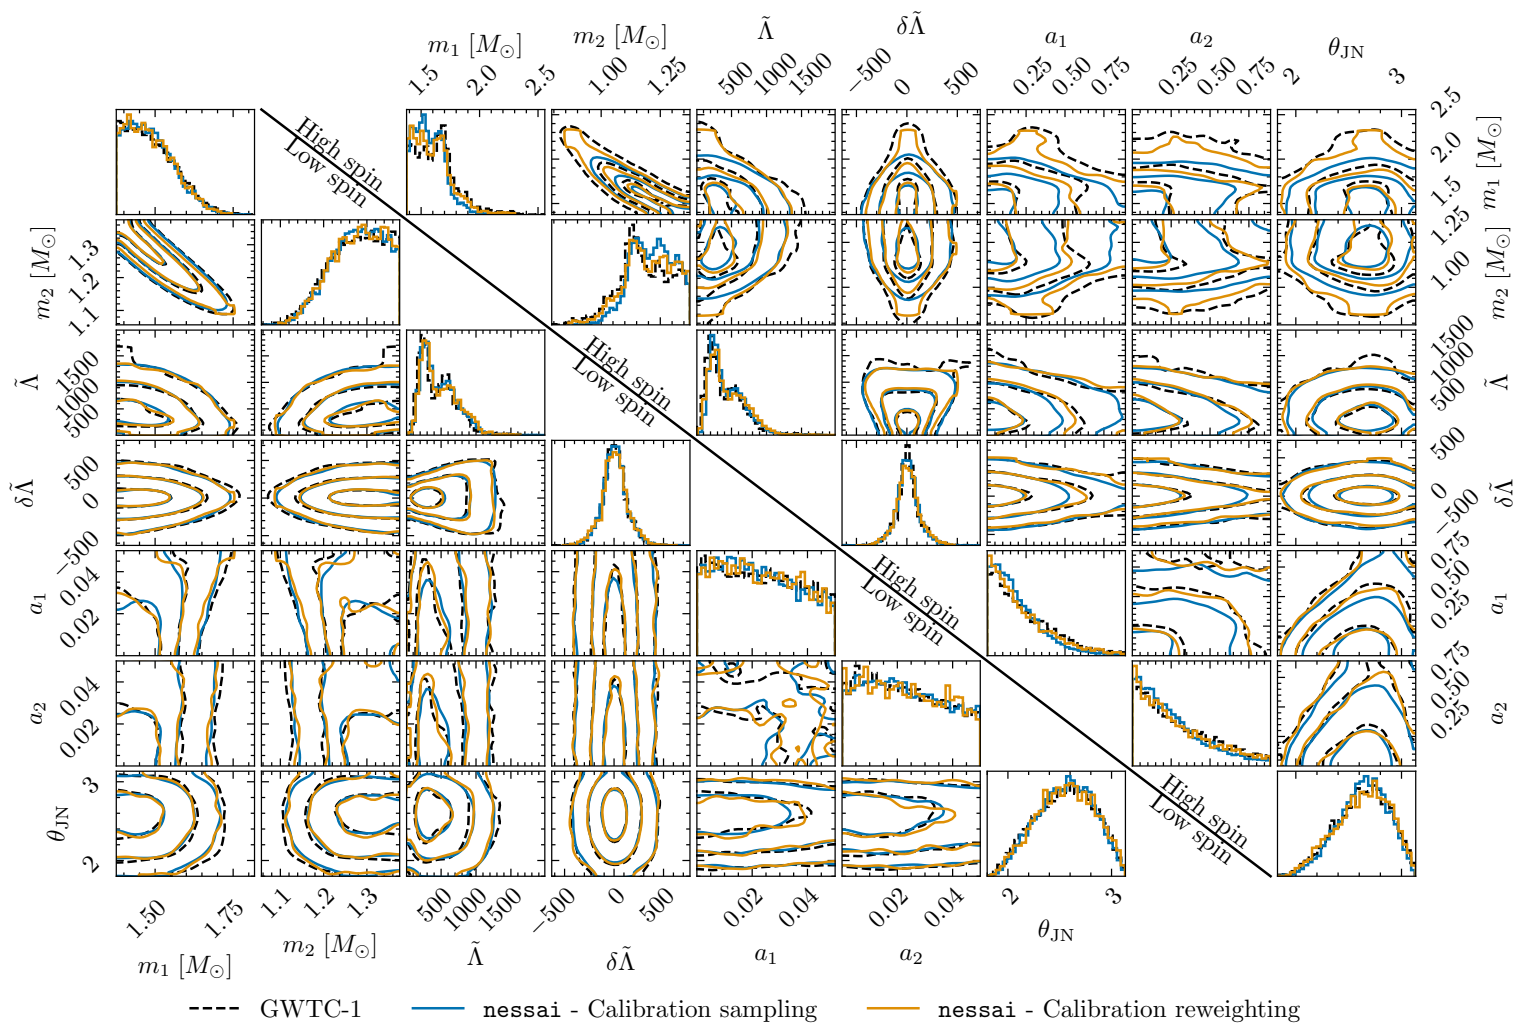 m₁ [M☉] m₂ [M☉] Λ̃ δΛ̃ a₁ a₂ θ_JN
1.5 2.0 2.5 1.00 1.25 500 1000 1500 −500 0 500 0.25 0.50 0.75 0.25 0.50 0.75 2 3
High spin
Low spin
2.5
2.0
1.5
m₁ [M☉]
m₂ [M☉]
1.3
1.2
1.1
1.25
1.00
m₂ [M☉]
High spin
Low spin
Λ̃
1500
1000
500
1500
1000
500
Λ̃
δΛ̃
500
0
−500
500
0
−500
δΛ̃
High spin
Low spin
a₁
0.04
0.02
0.75
0.50
0.25
a₁
a₂
0.04
0.02
0.75
0.50
0.25
a₂
High spin
Low spin
θ_JN
3
2
1.50 1.75 1.1 1.2 1.3 500 1000 1500 −500 0 500 0.02 0.04 0.02 0.04 2 3
m₁ [M☉] m₂ [M☉] Λ̃ δΛ̃ a₁ a₂ θ_JN
GWTC-1 nessai - Calibration sampling nessai - Calibration reweighting